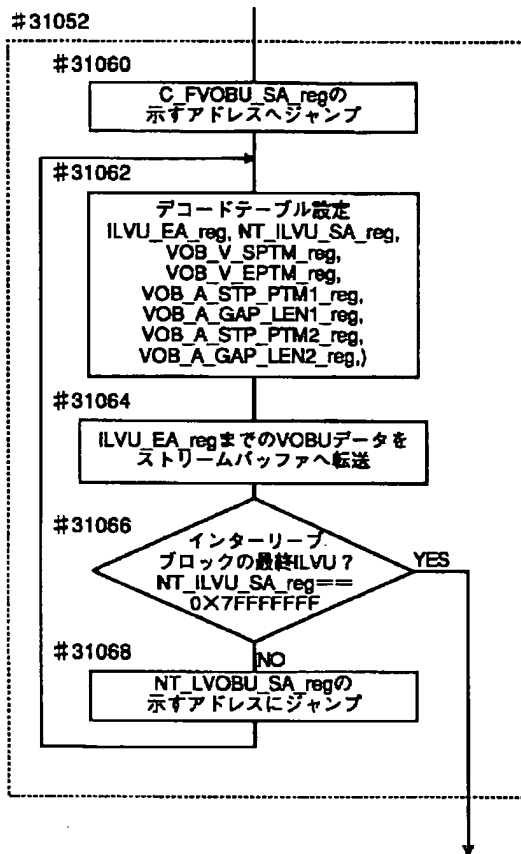 #31052
#31060
C_FVOBU_SA_regの
示すアドレスへジャンプ
#31062
デコードテーブル設定
ILVU_EA_reg, NT_ILVU_SA_reg,
VOB_V_SPTM_reg,
VOB_V_EPTM_reg,
VOB_A_STP_PTM1_reg,
VOB_A_GAP_LEN1_reg,
VOB_A_STP_PTM2_reg,
VOB_A_GAP_LEN2_reg,)
#31064
ILVU_EA_regまでのVOBUデータを
ストリームバッファへ転送
#31066
インターリーブ
ブロックの最終ILVU?
NT_ILVU_SA_reg==
0×7FFFFFFF
YES
NO
#31068
NT_LVOBU_SA_regの
示すアドレスにジャンプ